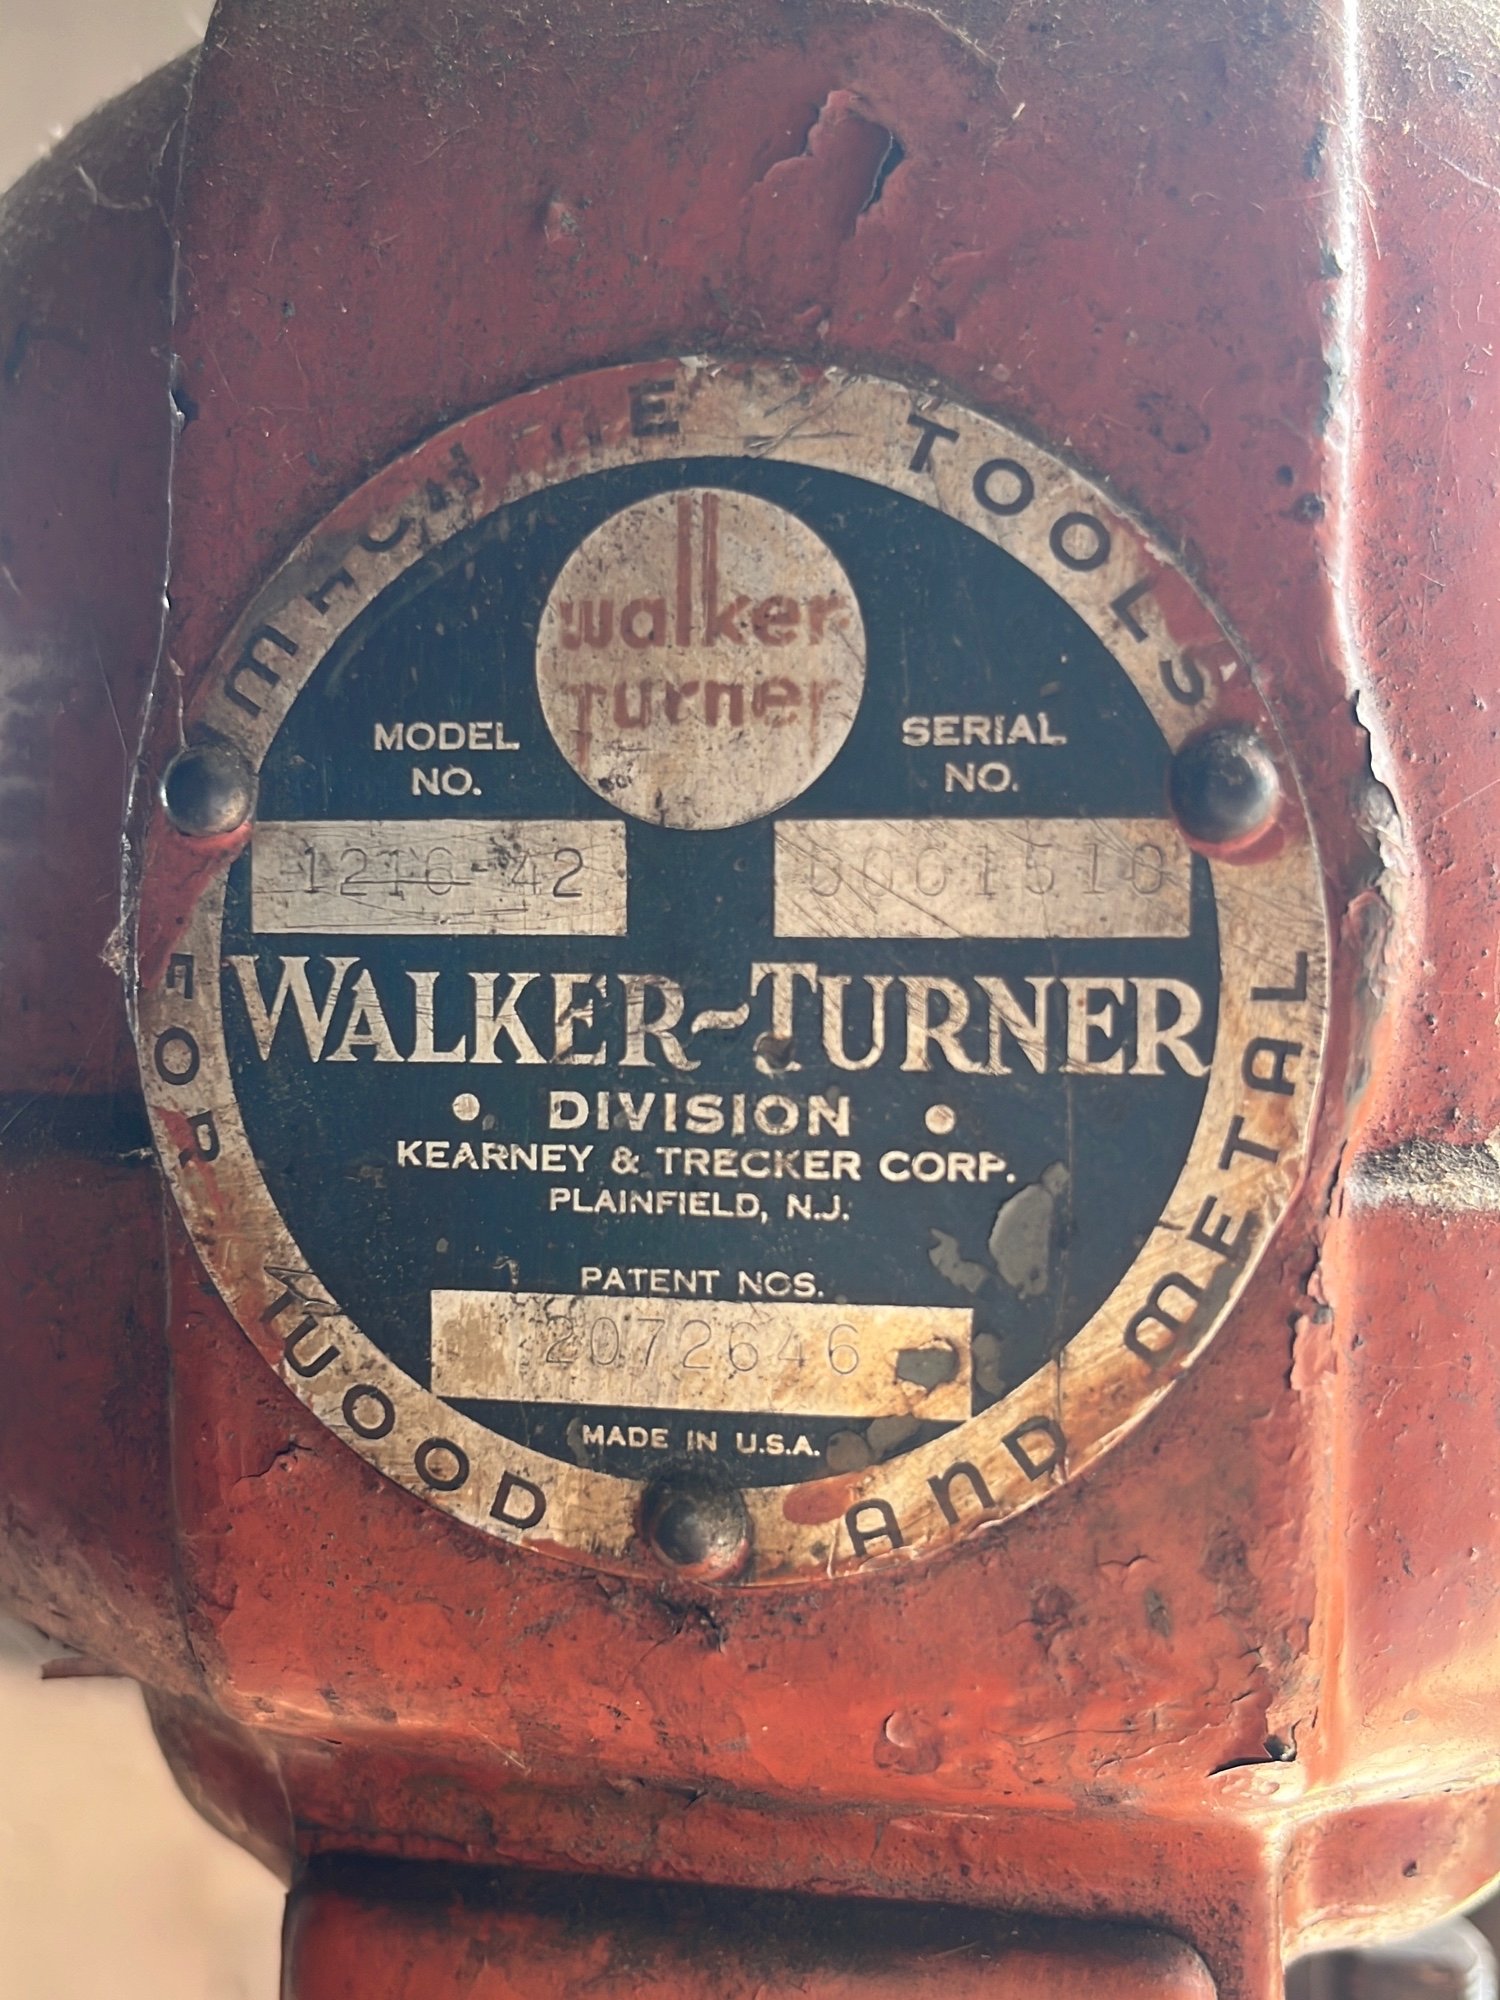 MACHINE TOOLS
walker
Turner
MODEL
NO.
SERIAL
NO.
1210-42
WALKER-TURNER
• DIVISION •
KEARNEY & TRECKER CORP.
PLAINFIELD, N.J.
PATENT NOS.
2072646
MADE IN U.S.A.
FOR WOOD AND METAL